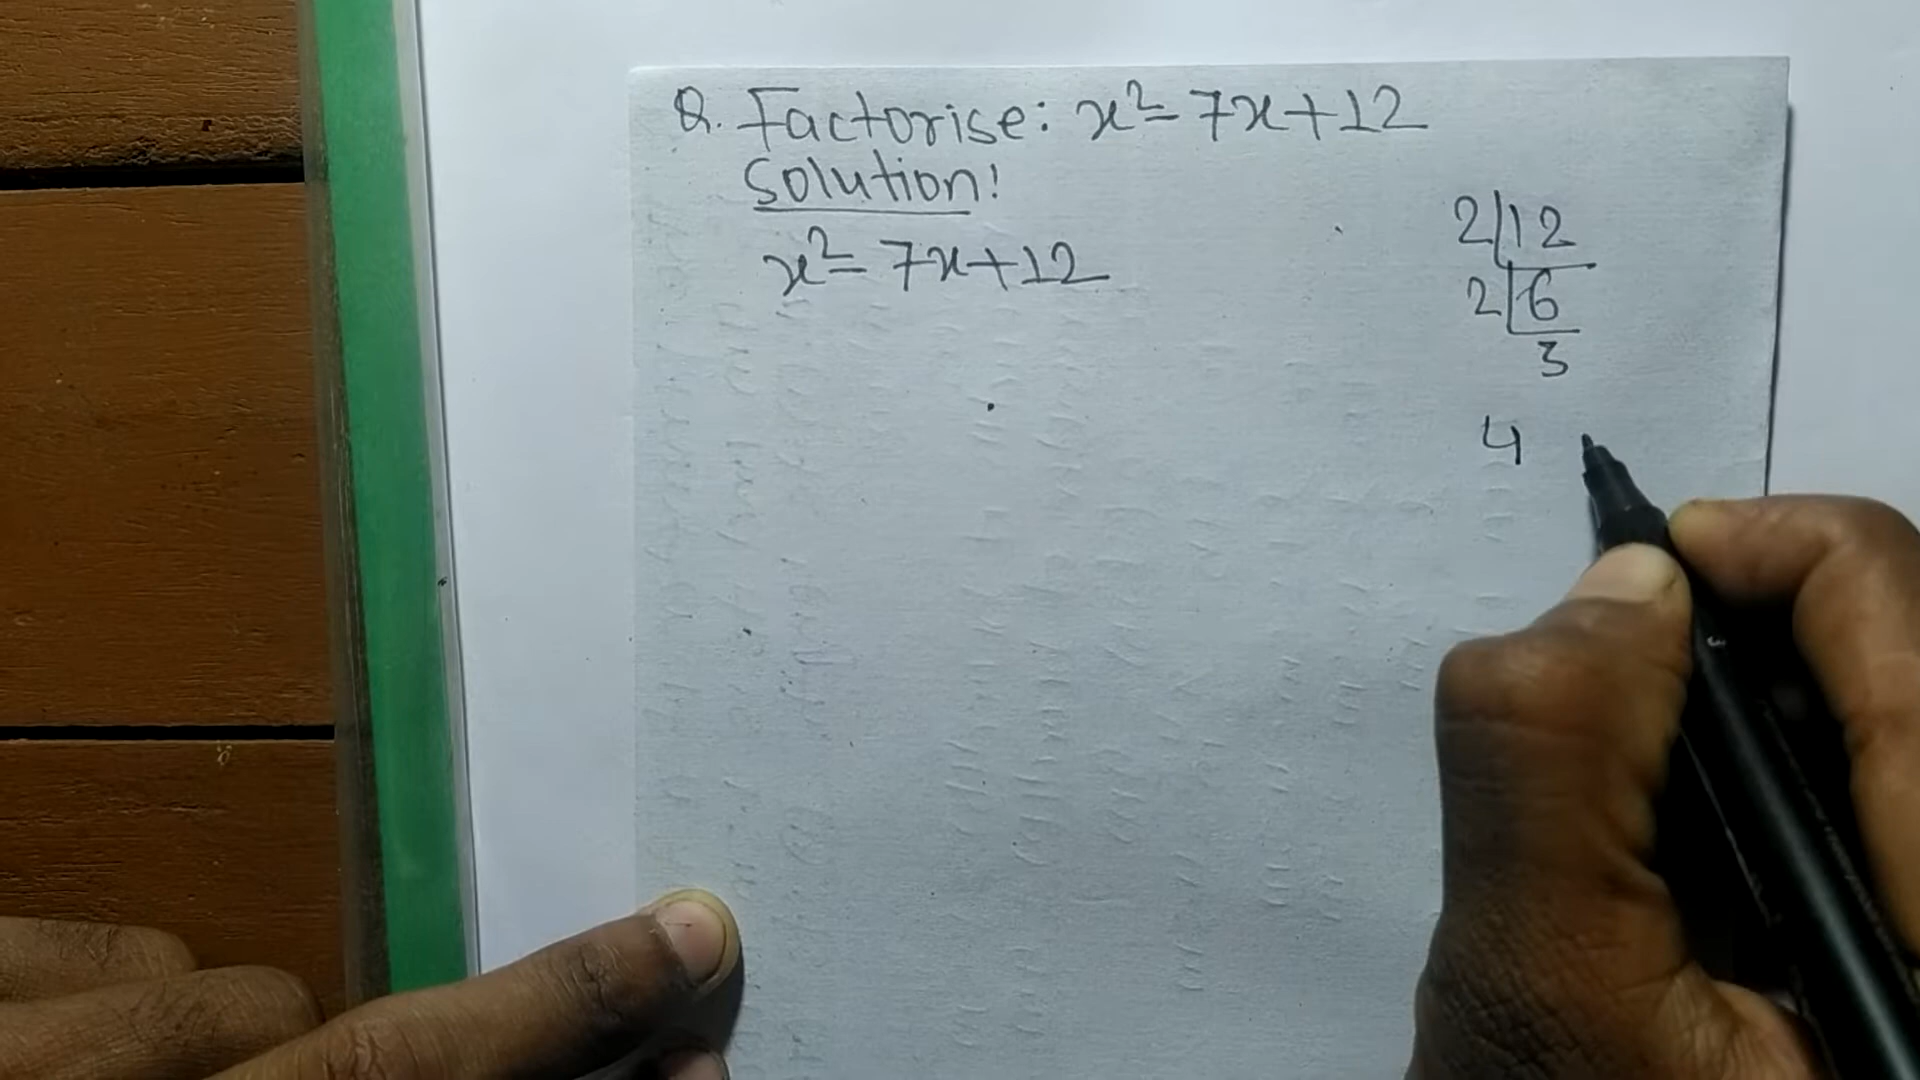 Q. Factorise: x²- 7x+12
Solution!
x²- 7x+12
2|12
2|6
3
4